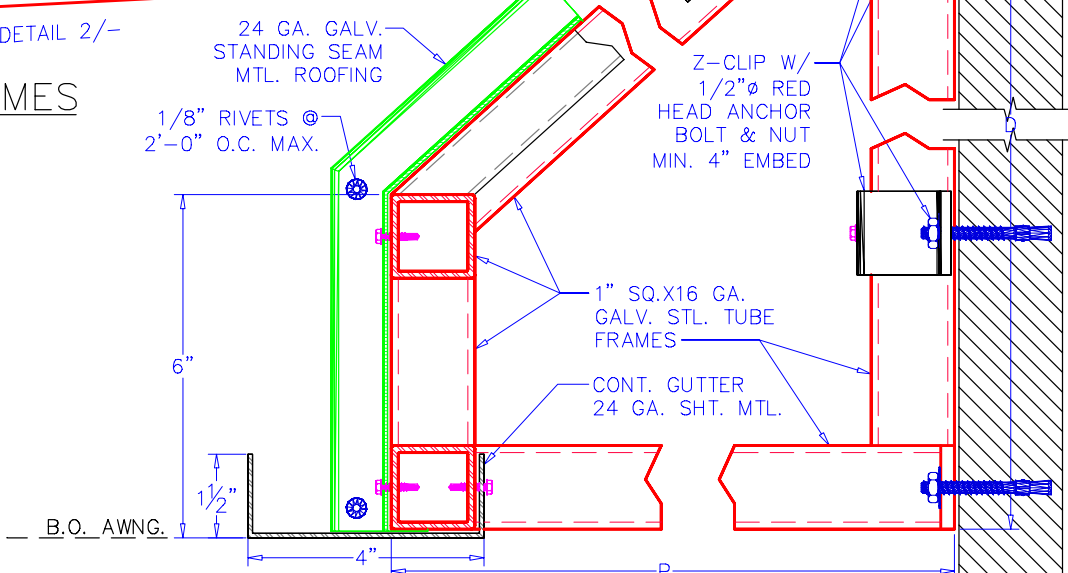 DETAIL 2/-
MES
24 GA. GALV.
STANDING SEAM
MTL. ROOFING
1/8" RIVETS @
2'-0" O.C. MAX.
Z-CLIP W/
1/2"ø RED
HEAD ANCHOR
BOLT & NUT
MIN. 4" EMBED
1" SQ.X16 GA.
GALV. STL. TUBE
FRAMES
CONT. GUTTER
24 GA. SHT. MTL.
6"
1½"
B.O. AWNG.
4"